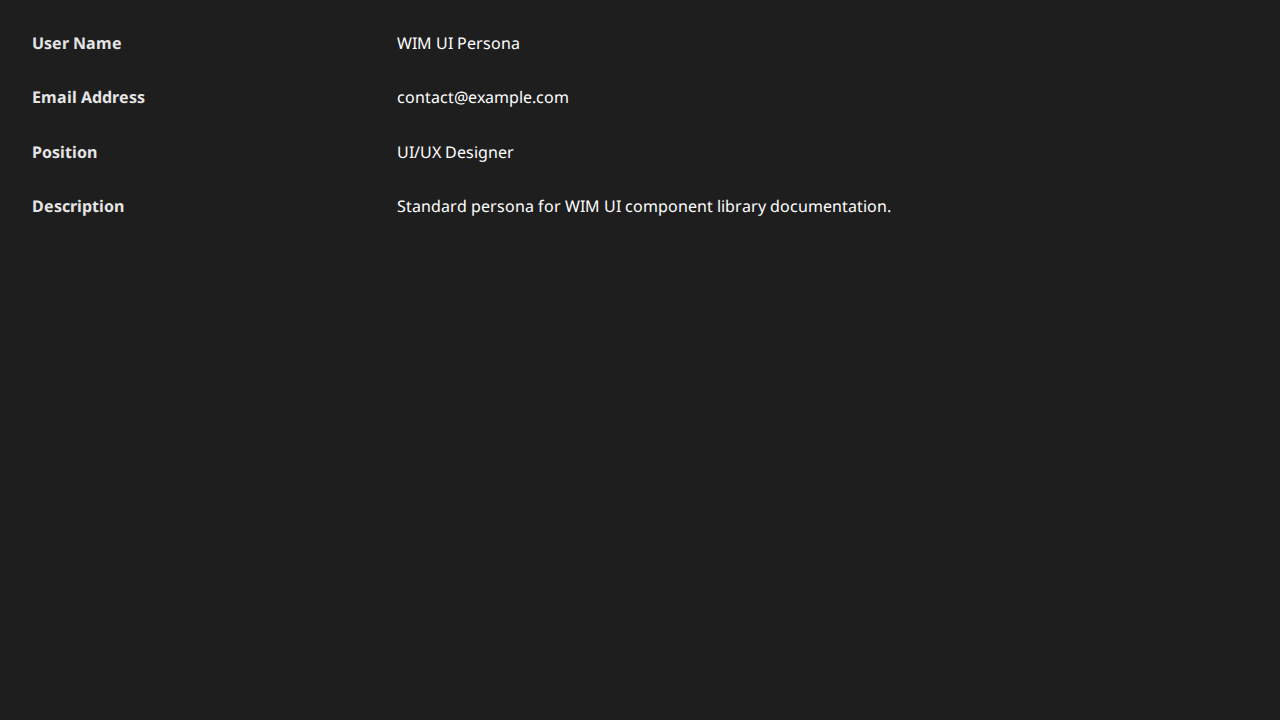 User Name WIM UI Persona
Email Address contact@example.com
Position UI/UX Designer
Description Standard persona for WIM UI component library documentation.